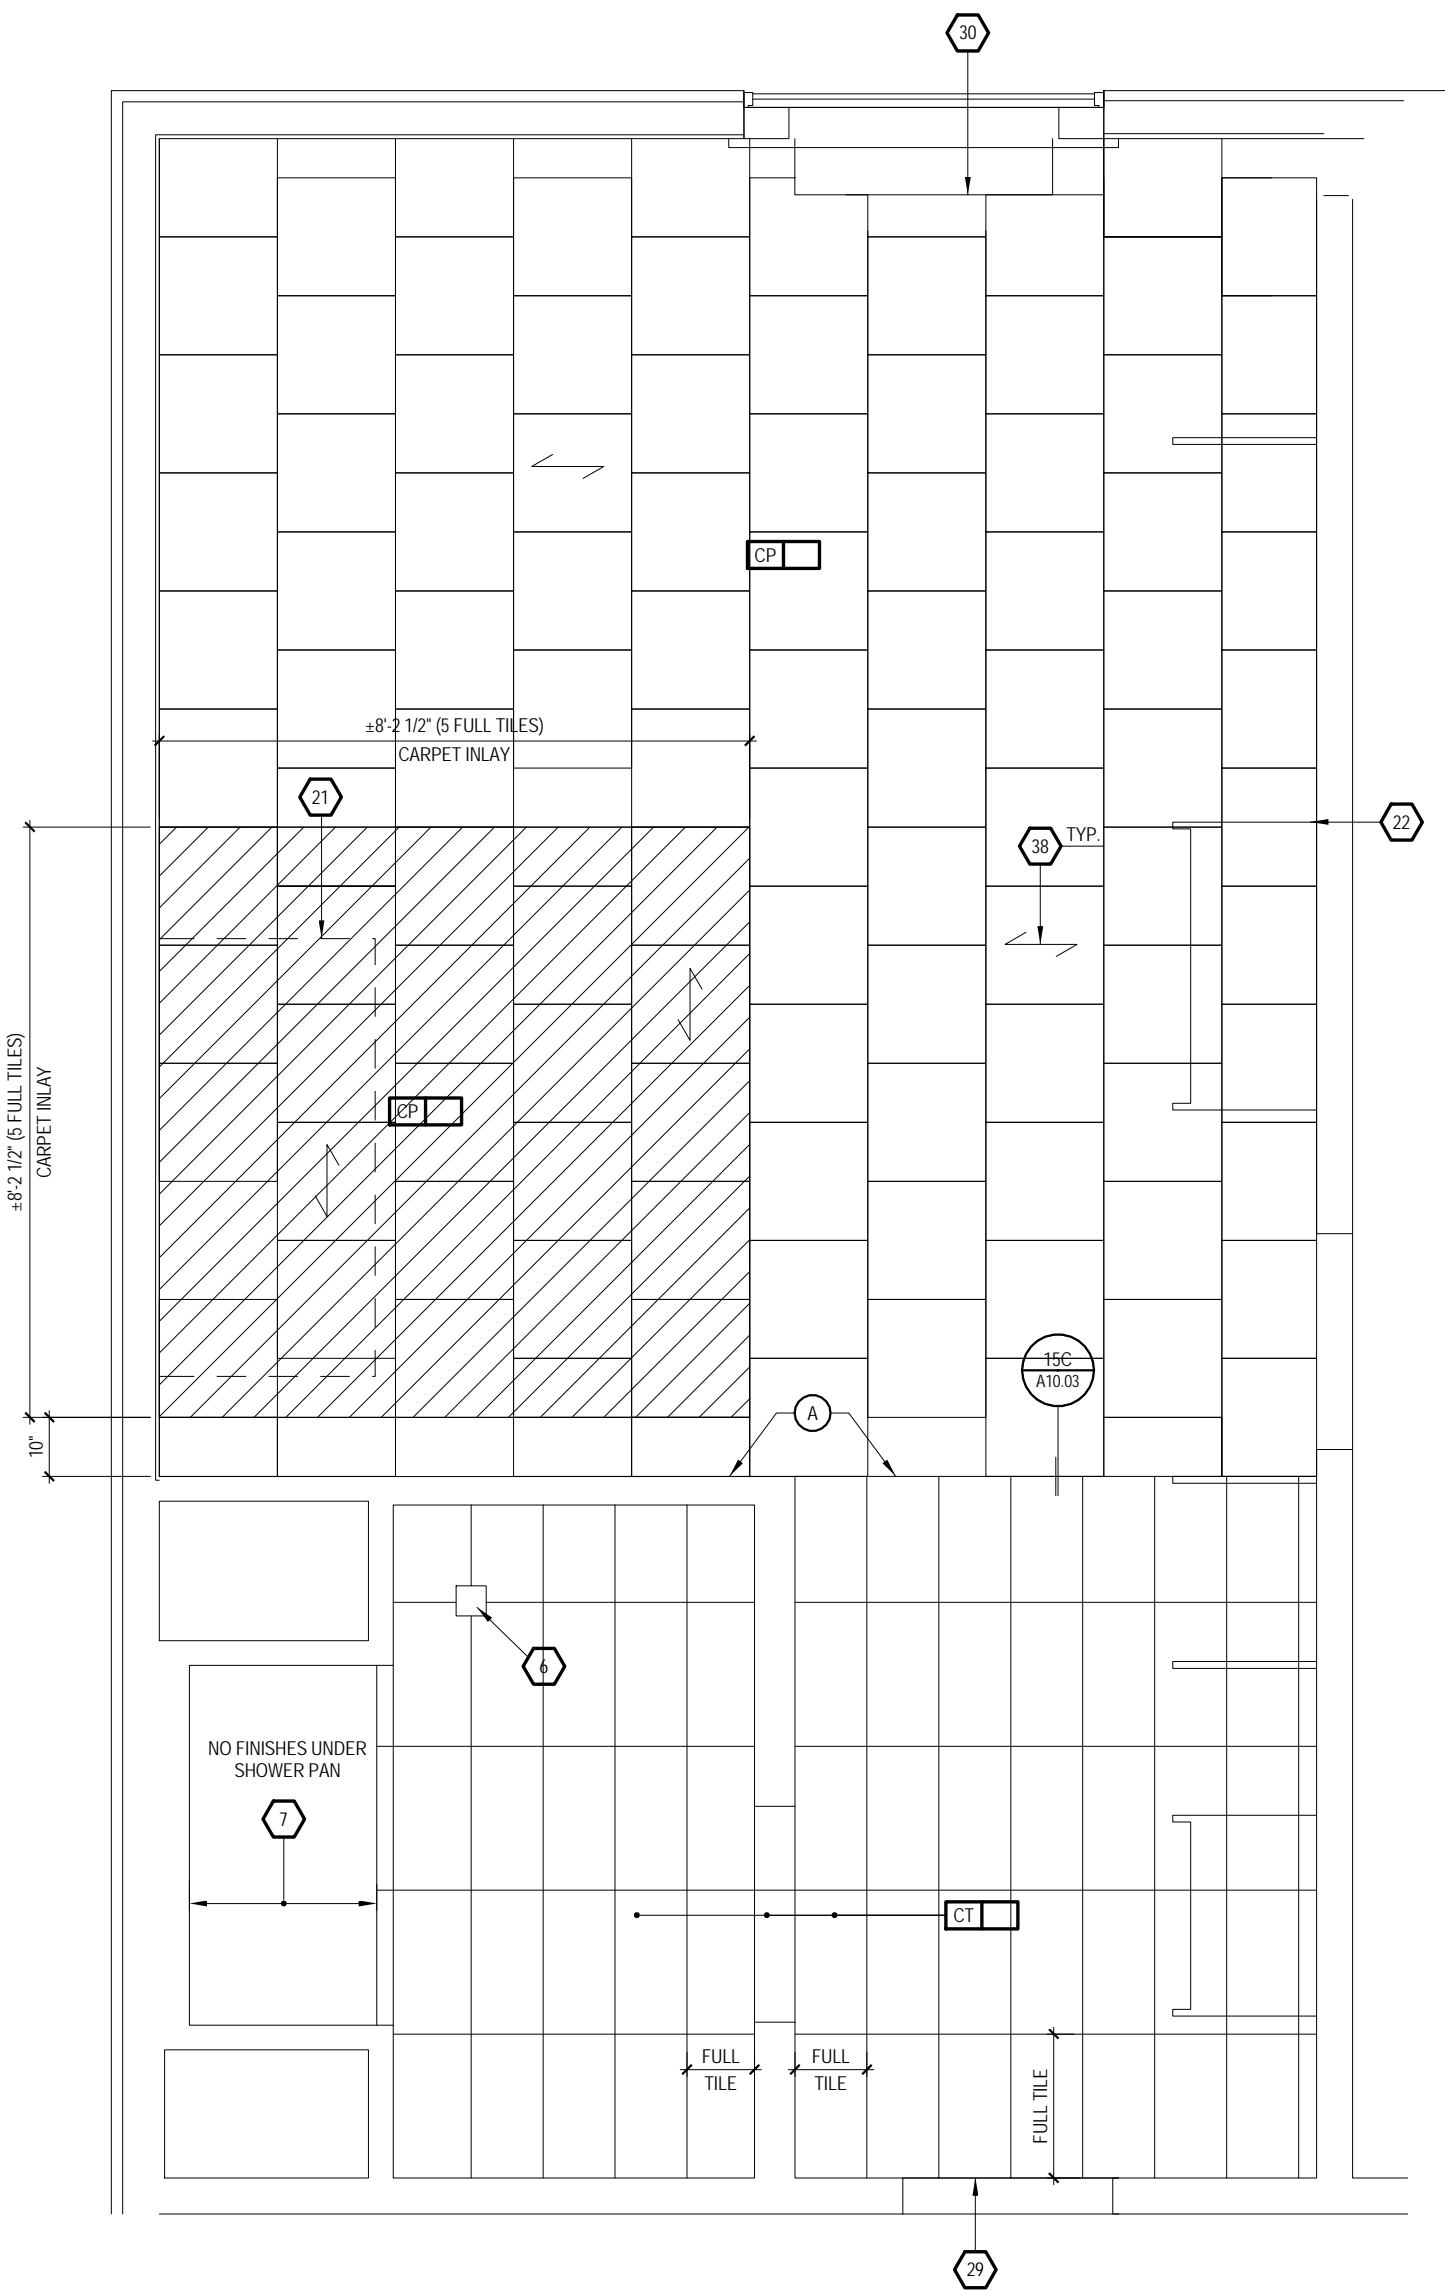 30
CP
±8'-2 1/2" (5 FULL TILES)
CARPET INLAY
21
22
38
TYP.
±8'-2 1/2" (5 FULL TILES)
CARPET INLAY
CP
15C
A10.03
A
10"
6
NO FINISHES UNDER
SHOWER PAN
7
CT
FULL
TILE
FULL
TILE
FULL TILE
29